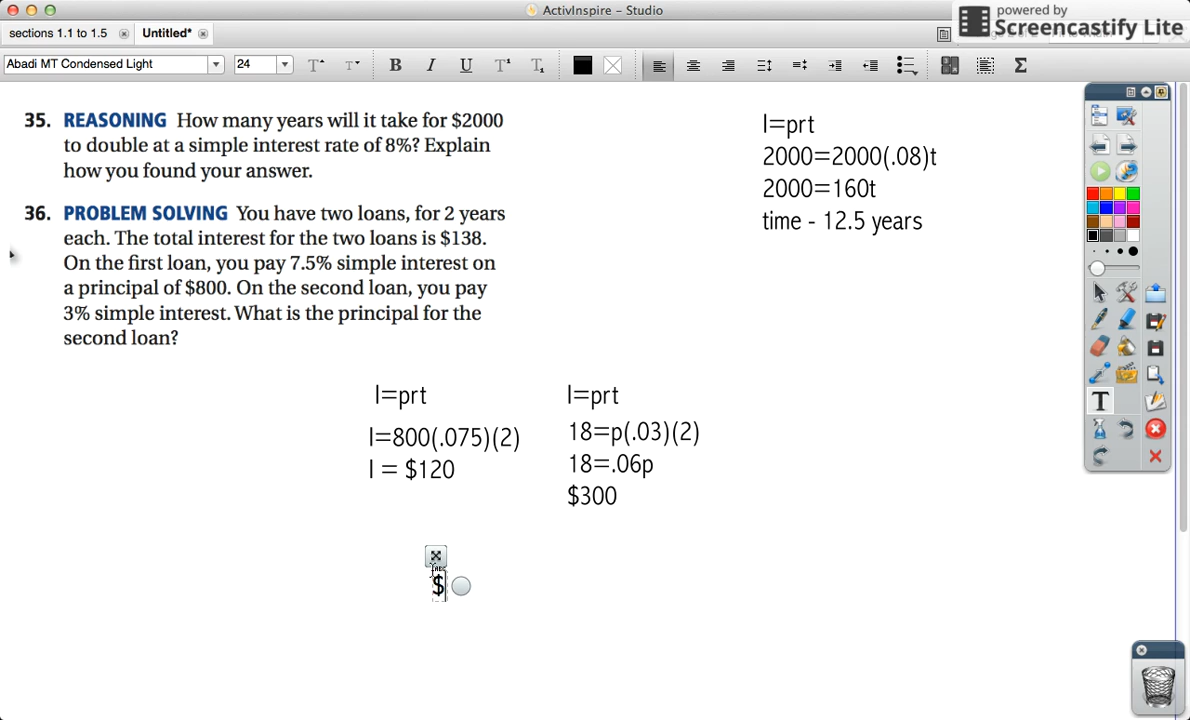 ActivInspire – Studio
powered by
Screencastify Lite
sections 1.1 to 1.5
Untitled*
Abadi MT Condensed Light
24
B I U
35. REASONING How many years will it take for $2000
to double at a simple interest rate of 8%? Explain
how you found your answer.
36. PROBLEM SOLVING You have two loans, for 2 years
each. The total interest for the two loans is $138.
On the first loan, you pay 7.5% simple interest on
a principal of $800. On the second loan, you pay
3% simple interest. What is the principal for the
second loan?
I=prt
2000=2000(.08)t
2000=160t
time - 12.5 years
I=prt
I=800(.075)(2)
I = $120
I=prt
18=p(.03)(2)
18=.06p
$300
$